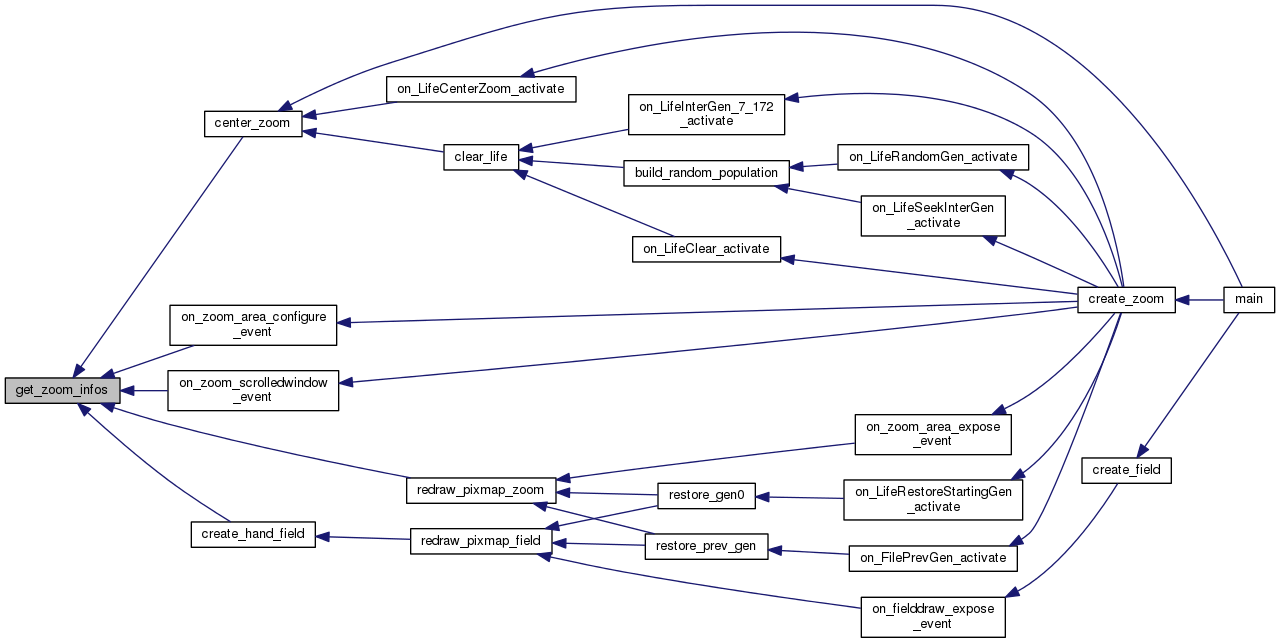 get_zoom_infos
center_zoom
on_LifeCenterZoom_activate
clear_life
on_LifeInterGen_7_172
_activate
build_random_population
on_LifeClear_activate
on_LifeRandomGen_activate
on_LifeSeekInterGen
_activate
create_zoom
main
on_zoom_area_configure
_event
on_zoom_scrolledwindow
_event
redraw_pixmap_zoom
create_hand_field
redraw_pixmap_field
restore_gen0
restore_prev_gen
on_zoom_area_expose
_event
on_LifeRestoreStartingGen
_activate
on_FilePrevGen_activate
on_fielddraw_expose
_event
create_field